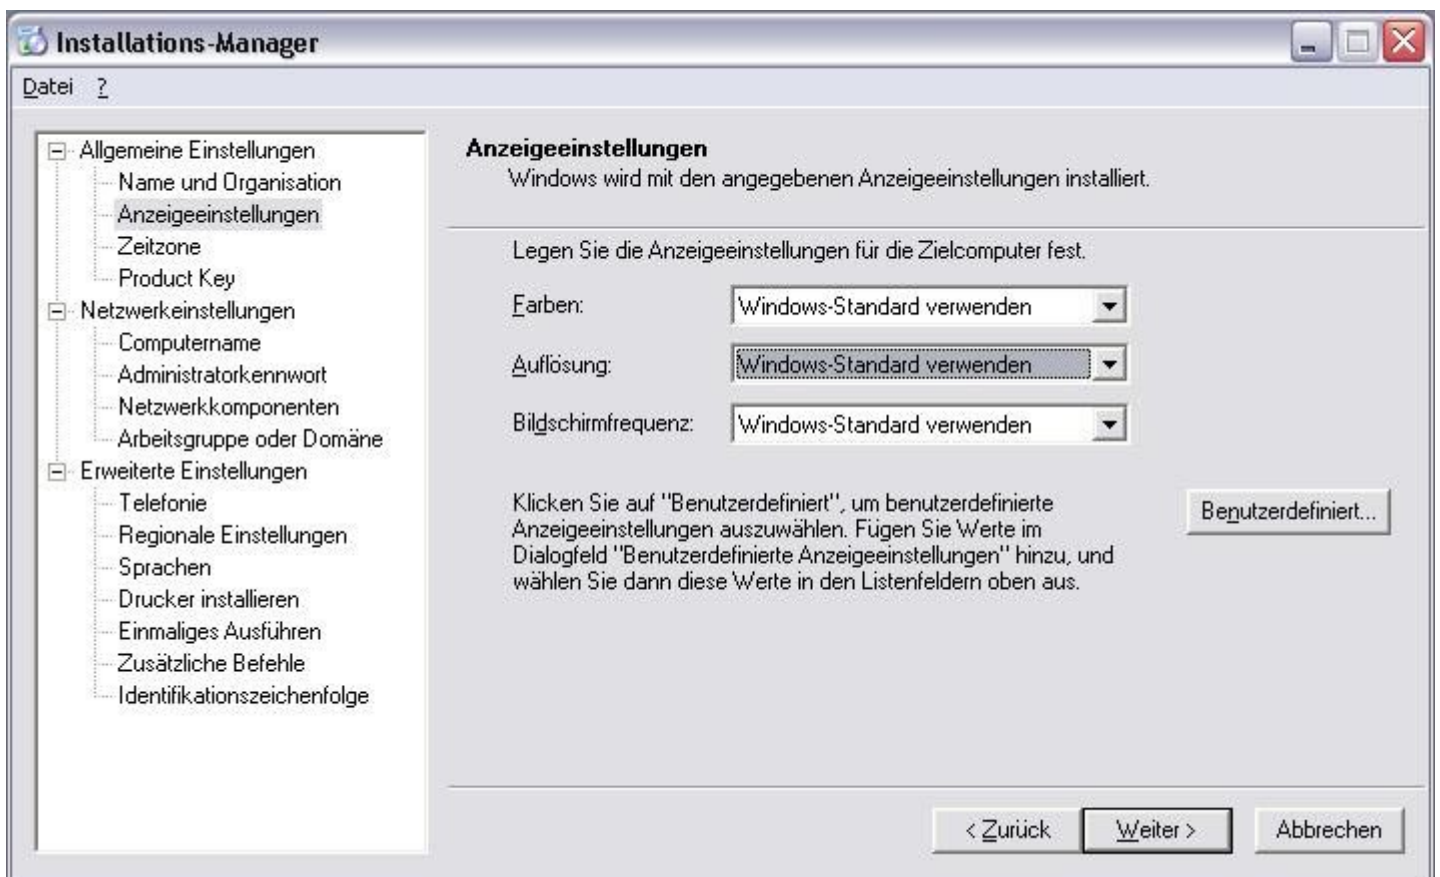 Installations-Manager
Datei ?
Allgemeine Einstellungen
Name und Organisation
Anzeigeeinstellungen
Zeitzone
Product Key
Netzwerkeinstellungen
Computername
Administratorkennwort
Netzwerkkomponenten
Arbeitsgruppe oder Domäne
Erweiterte Einstellungen
Telefonie
Regionale Einstellungen
Sprachen
Drucker installieren
Einmaliges Ausführen
Zusätzliche Befehle
Identifikationszeichenfolge
Anzeigeeinstellungen
Windows wird mit den angegebenen Anzeigeeinstellungen installiert.
Legen Sie die Anzeigeeinstellungen für die Zielcomputer fest.
Farben: Windows-Standard verwenden
Auflösung: Windows-Standard verwenden
Bildschirmfrequenz: Windows-Standard verwenden
Klicken Sie auf "Benutzerdefiniert", um benutzerdefinierte
Anzeigeeinstellungen auszuwählen. Fügen Sie Werte im
Dialogfeld "Benutzerdefinierte Anzeigeeinstellungen" hinzu, und
wählen Sie dann diese Werte in den Listenfeldern oben aus.
Benutzerdefiniert...
< Zurück Weiter > Abbrechen